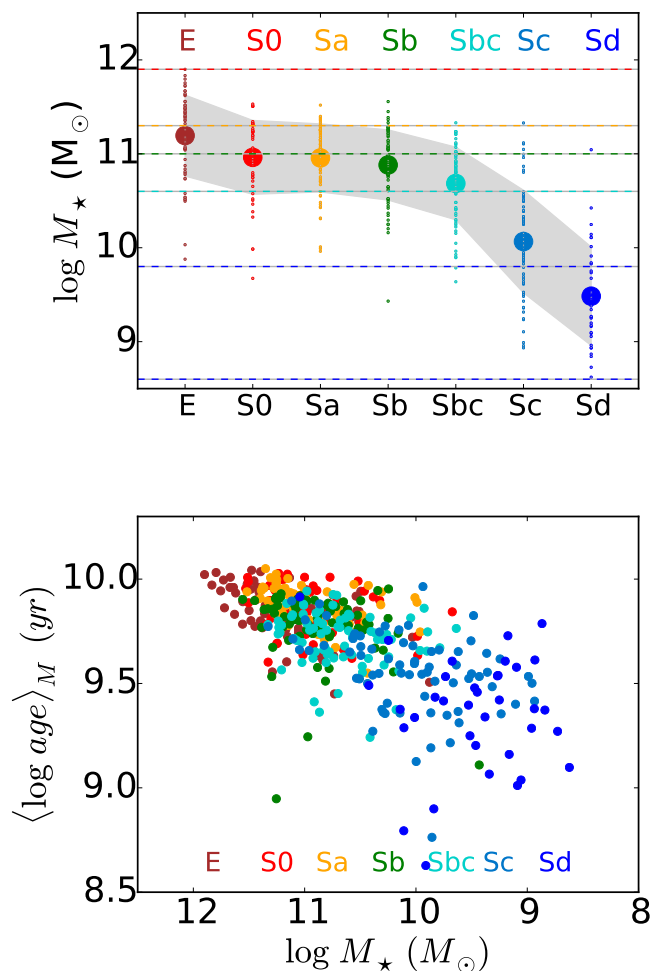 E S0 Sa Sb Sbc Sc Sd
12
11
10
9
log M⋆ (M⊙)
E S0 Sa Sb Sbc Sc Sd
10.0
9.5
9.0
8.5
⟨log age⟩M (yr)
E S0 Sa Sb Sbc Sc Sd
12 11 10 9 8
log M⋆ (M⊙)